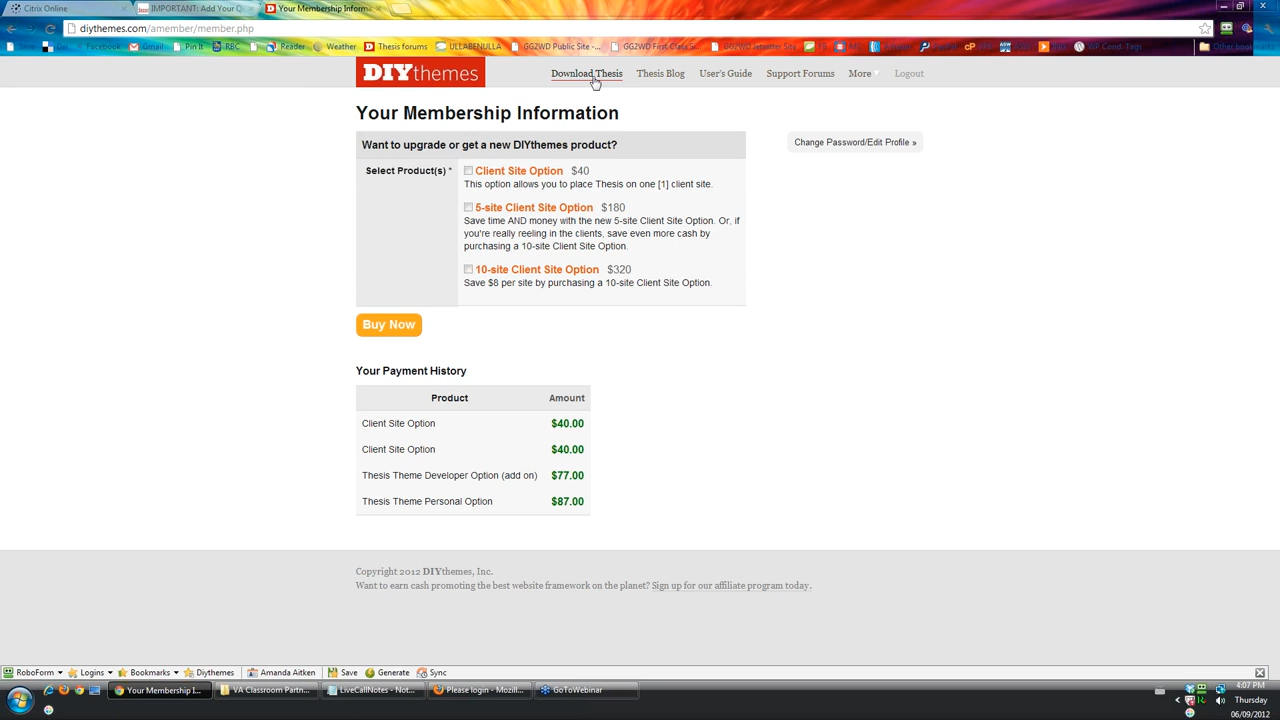 Citrix Online
IMPORTANT: Add Your Q
Your Membership Inform
diythemes.com/amember/member.php
Facebook
Gmail
Pin It
RBC
Reader
Weather
Thesis forums
ULLABENULLA
GG2WD Public Site -...
GG2WD First Class S
GG2WD Jetsetter Site
WP Cond. Tags
Other bookmarks
DIYthemes
Download Thesis
Thesis Blog
User's Guide
Support Forums
More
Logout
Your Membership Information
Want to upgrade or get a new DIYthemes product?
Change Password/Edit Profile »
Select Product(s) *
Client Site Option $40
This option allows you to place Thesis on one [1] client site.
5-site Client Site Option $180
Save time AND money with the new 5-site Client Site Option. Or, if
you're really reeling in the clients, save even more cash by
purchasing a 10-site Client Site Option.
10-site Client Site Option $320
Save $8 per site by purchasing a 10-site Client Site Option.
Buy Now
Your Payment History
Product Amount
Client Site Option $40.00
Client Site Option $40.00
Thesis Theme Developer Option (add on) $77.00
Thesis Theme Personal Option $87.00
Copyright 2012 DIYthemes, Inc.
Want to earn cash promoting the best website framework on the planet? Sign up for our affiliate program today.
RoboForm
Logins
Bookmarks
Diythemes
Amanda Aitken
Save
Generate
Sync
Your Membership I...
VA Classroom Partn...
LiveCallNotes - Not...
Please login - Mozill...
GoToWebinar
4:07 PM
Thursday
06/09/2012